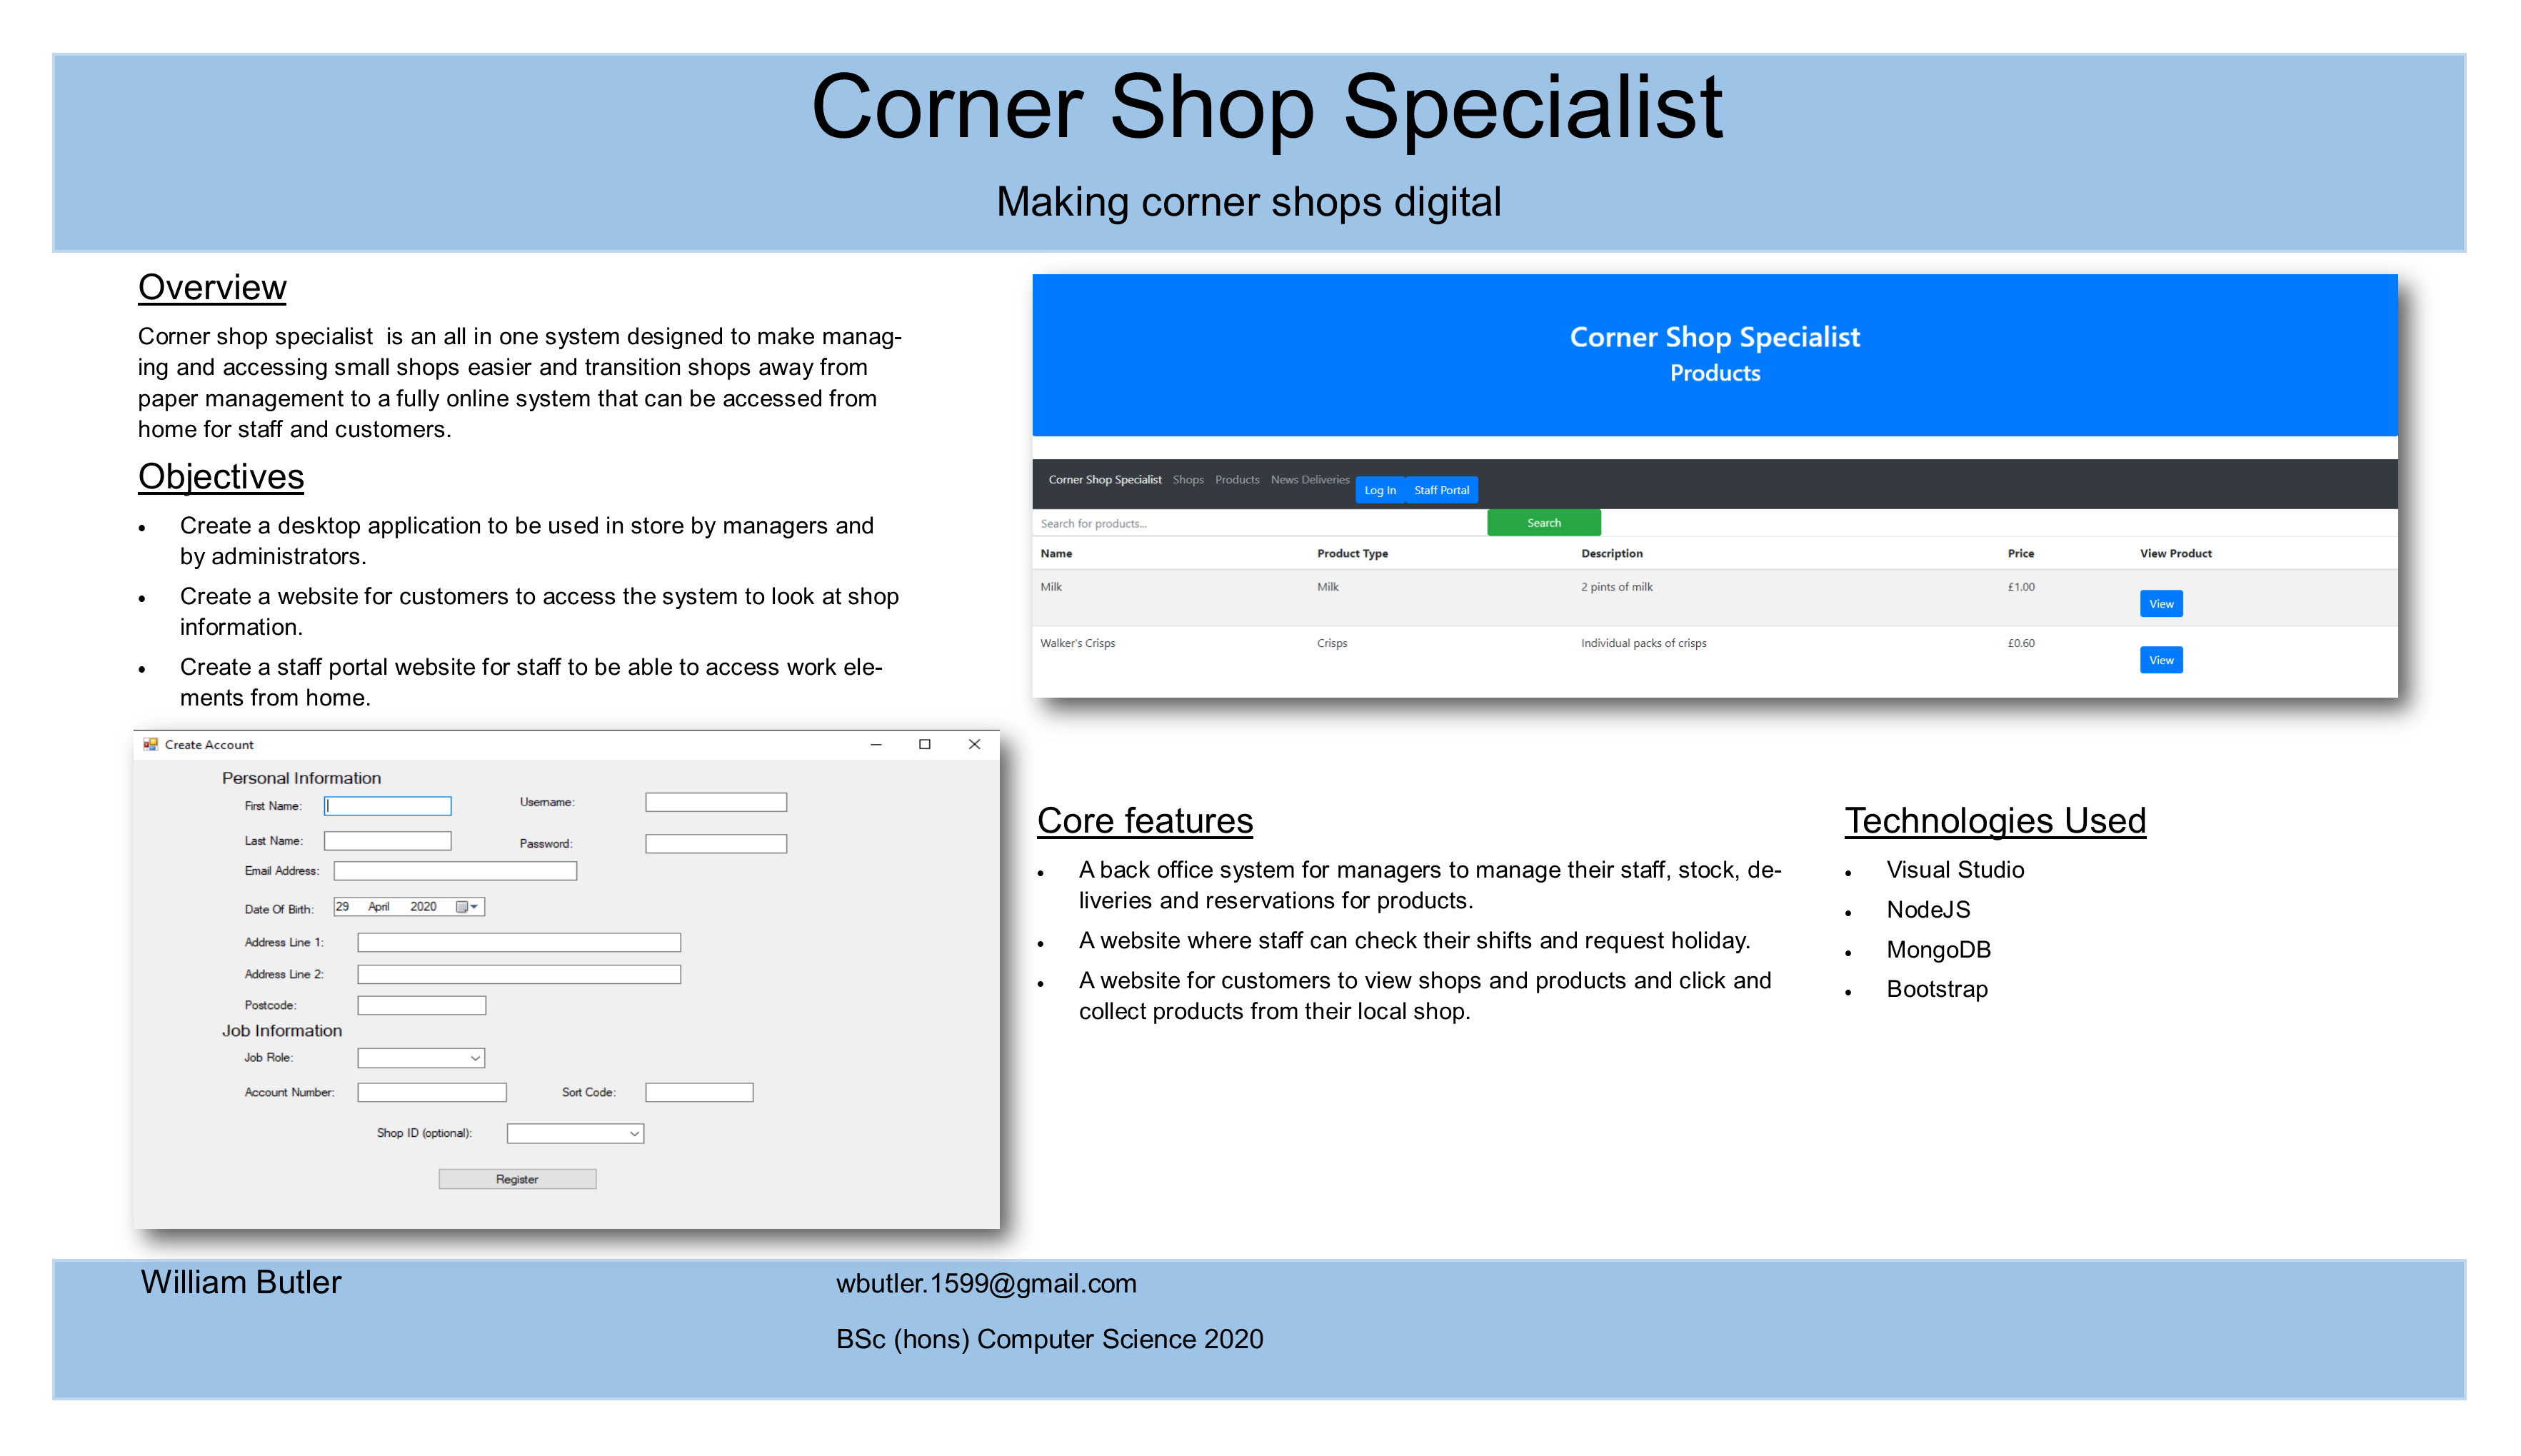 Corner Shop Specialist
Making corner shops digital
Overview
Corner shop specialist is an all in one system designed to make manag-
ing and accessing small shops easier and transition shops away from
paper management to a fully online system that can be accessed from
home for staff and customers.
Objectives
• Create a desktop application to be used in store by managers and
by administrators.
• Create a website for customers to access the system to look at shop
information.
• Create a staff portal website for staff to be able to access work ele-
ments from home.
Corner Shop Specialist
Products
Corner Shop Specialist Shops Products News Deliveries Log In Staff Portal
Search for products... Search
Name Product Type Description Price View Product
Milk Milk 2 pints of milk £1.00 View
Walker's Crisps Crisps Individual packs of crisps £0.60 View
Create Account
Personal Information
First Name: Username:
Last Name: Password:
Email Address:
Date Of Birth: 29 April 2020
Address Line 1:
Address Line 2:
Postcode:
Job Information
Job Role:
Account Number: Sort Code:
Shop ID (optional):
Register
Core features
• A back office system for managers to manage their staff, stock, de-
liveries and reservations for products.
• A website where staff can check their shifts and request holiday.
• A website for customers to view shops and products and click and
collect products from their local shop.
Technologies Used
• Visual Studio
• NodeJS
• MongoDB
• Bootstrap
William Butler
wbutler.1599@gmail.com
BSc (hons) Computer Science 2020